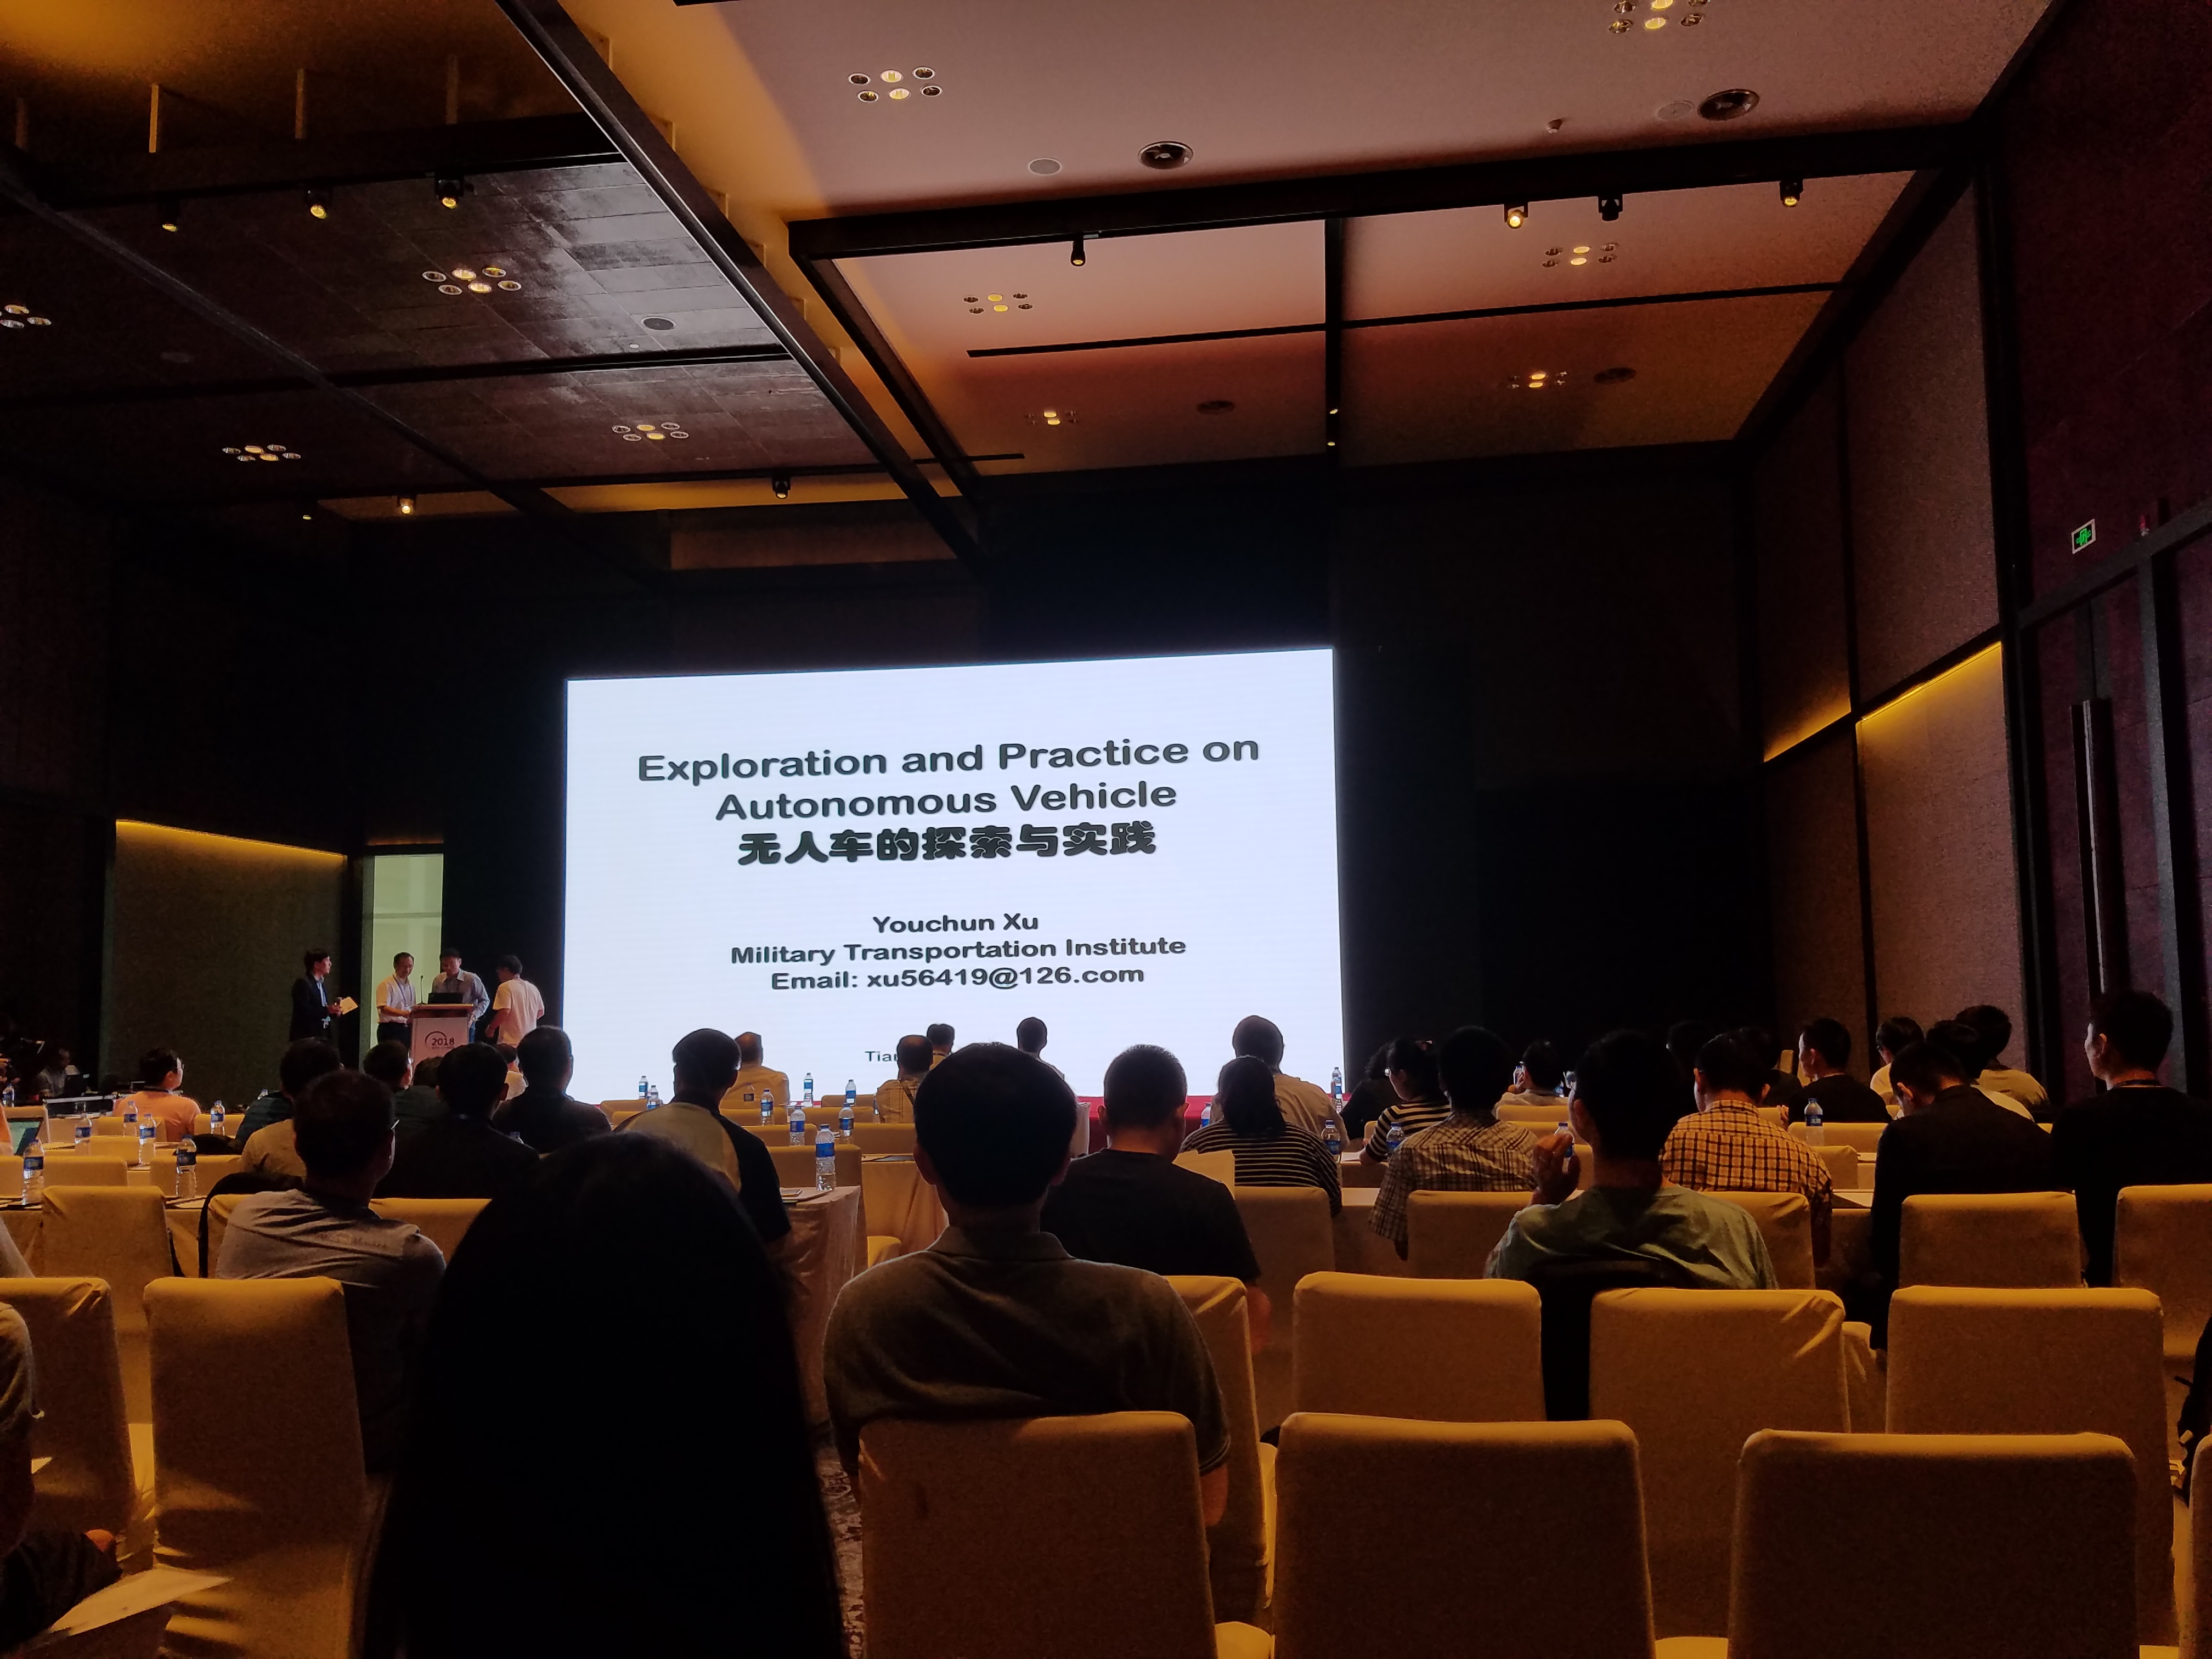 Exploration and Practice on
Autonomous Vehicle
无人车的探索与实践
Youchun Xu
Military Transportation Institute
Email: xu56419@126.com
2018